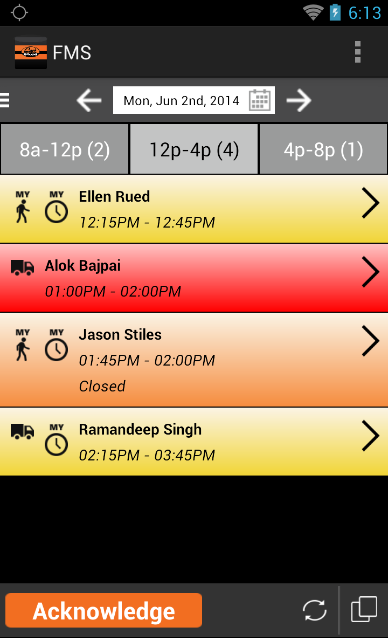 6:13
FMS
Mon, Jun 2nd, 2014
8a-12p (2) 12p-4p (4) 4p-8p (1)
MY MY Ellen Rued
12:15PM - 12:45PM
Alok Bajpai
01:00PM - 02:00PM
MY MY Jason Stiles
01:45PM - 02:00PM
Closed
MY Ramandeep Singh
02:15PM - 03:45PM
Acknowledge